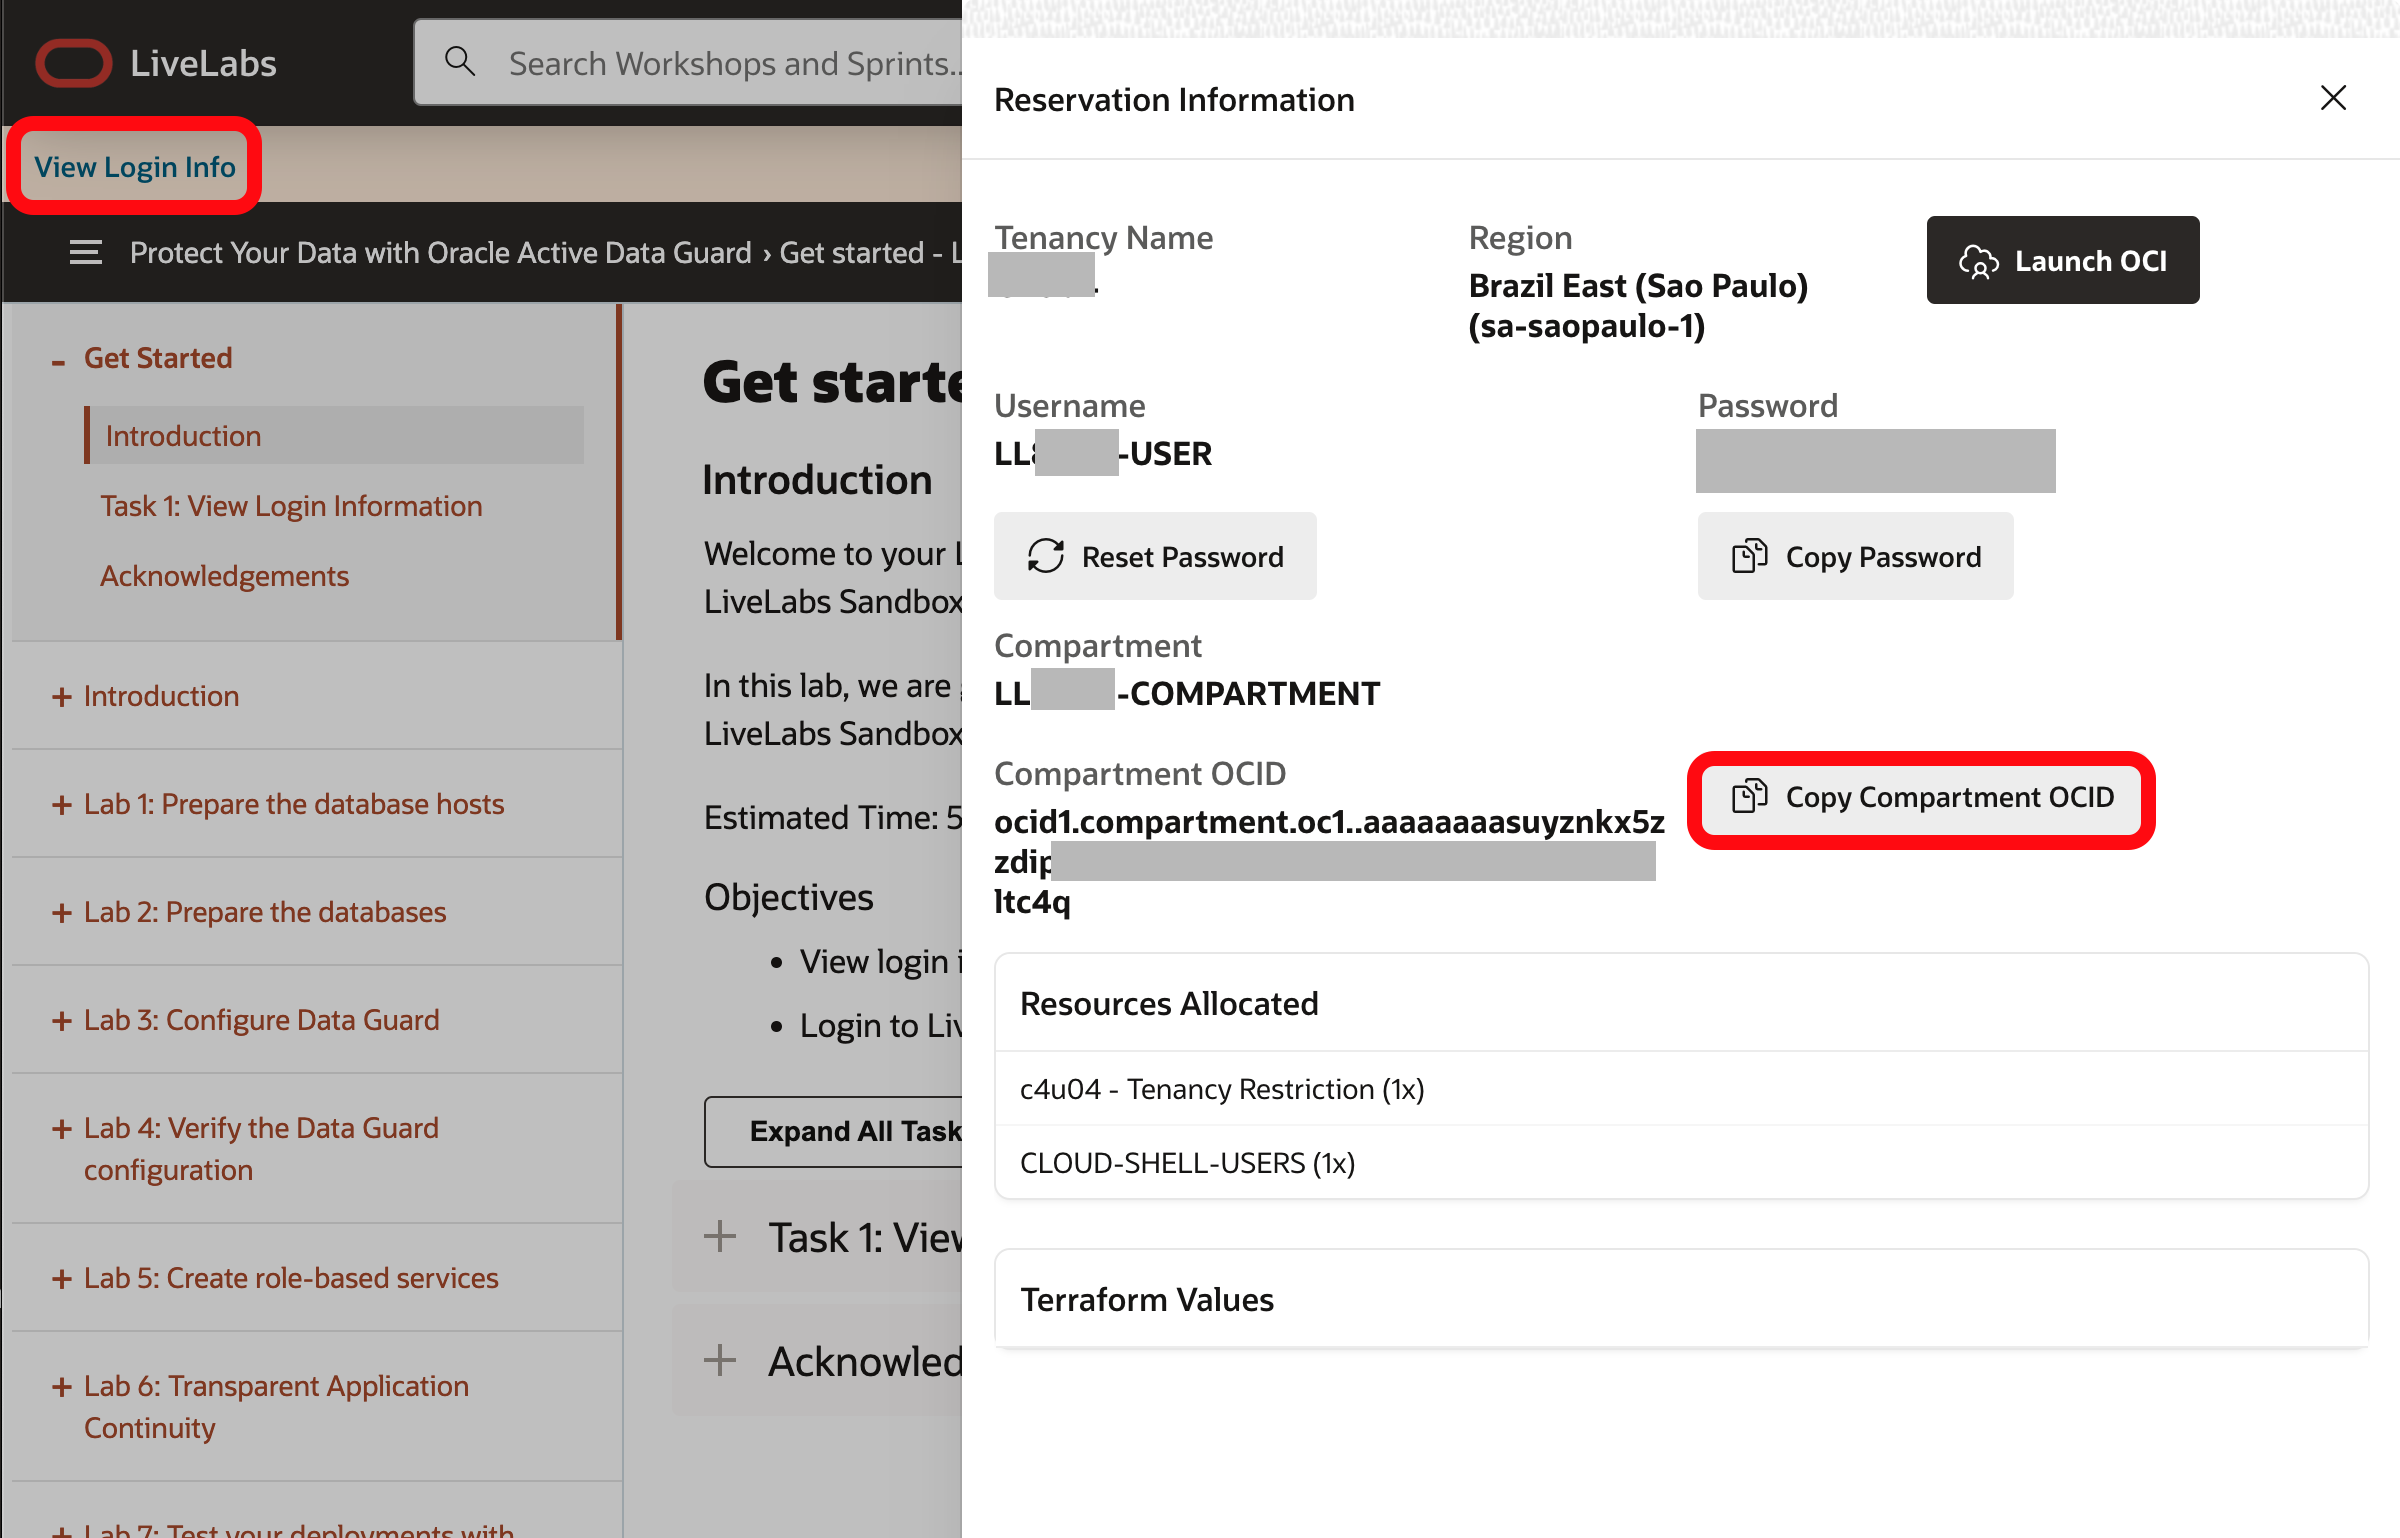 LiveLabs
Search Workshops and Sprints...
View Login Info
Protect Your Data with Oracle Active Data Guard › Get started -
Get Started
Introduction
Task 1: View Login Information
Acknowledgements
Introduction
Lab 1: Prepare the database hosts
Lab 2: Prepare the databases
Lab 3: Configure Data Guard
Lab 4: Verify the Data Guard
configuration
Lab 5: Create role-based services
Lab 6: Transparent Application
Continuity
Lab 7: Test your deployments with
Get starte
Introduction
Welcome to your
LiveLabs Sandbox
In this lab, we are
LiveLabs Sandbox
Estimated Time: 5
Objectives
• View login
• Login to Liv
Expand All Task
Task 1: View
Acknowled
Reservation Information
Tenancy Name
Region
Brazil East (Sao Paulo)
(sa-saopaulo-1)
Launch OCI
Username
LL -USER
Password
Reset Password
Copy Password
Compartment
LL -COMPARTMENT
Compartment OCID
ocid1.compartment.oc1..aaaaaaaasuyznkx5z
zdip
ltc4q
Copy Compartment OCID
Resources Allocated
c4u04 - Tenancy Restriction (1x)
CLOUD-SHELL-USERS (1x)
Terraform Values